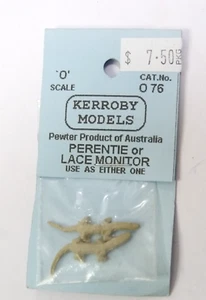 $ 7.50 PKG
'O' CAT.No.
SCALE O 76
KERROBY
MODELS
Pewter Product of Australia
PERENTIE or
LACE MONITOR
USE AS EITHER ONE